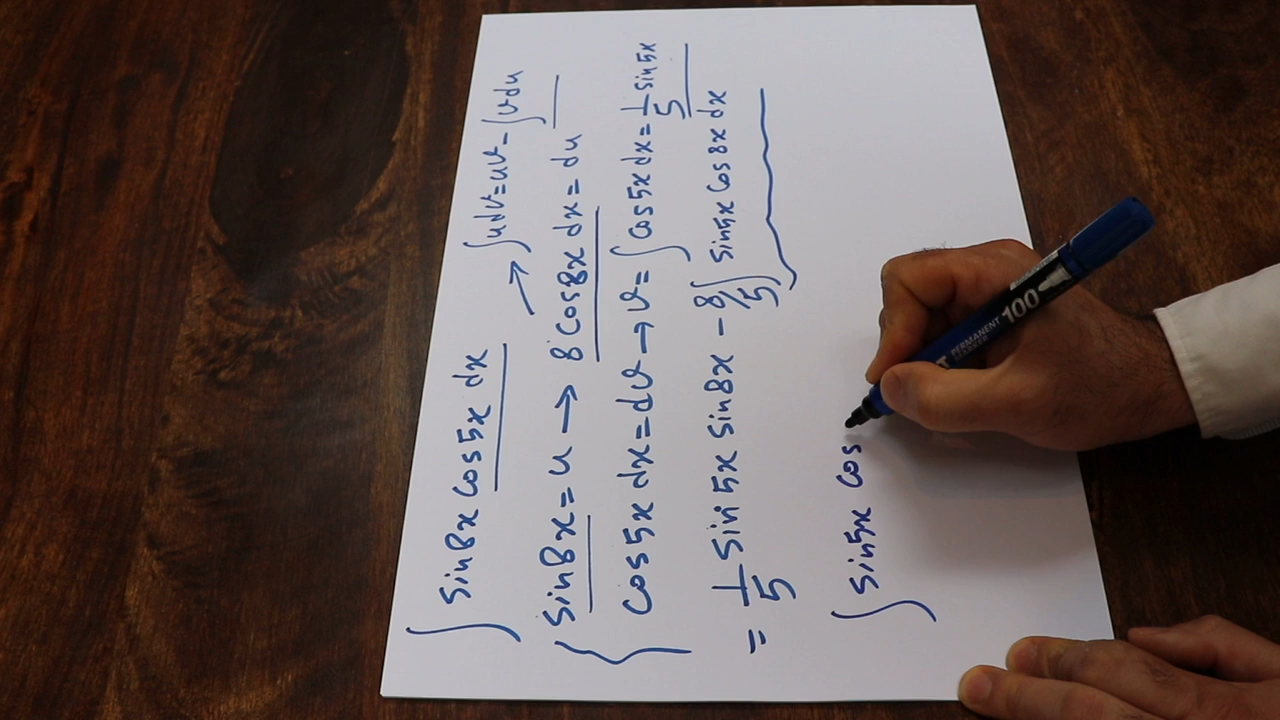 ∫ sin8x cos5x dx → ∫udv=uv-∫vdu
{ sin8x = u → 8 cos8x dx = du
cos5x dx = dv → v = ∫ cos5x dx = 1/5 sin5x
= 1/5 sin5x sin8x - 8/5 ∫ sin5x cos8x dx
∫ sin5x cos
PERMANENT
MARKER
100